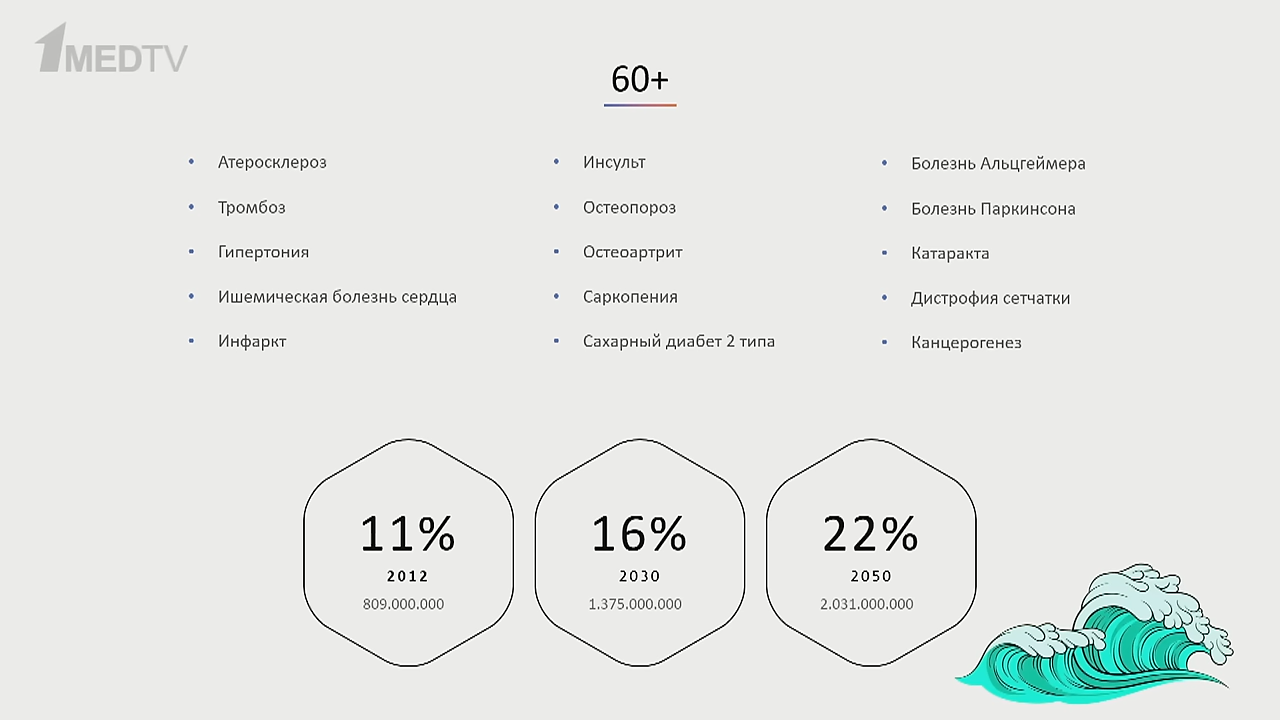 1MEDTV
60+
Атеросклероз
Тромбоз
Гипертония
Ишемическая болезнь сердца
Инфаркт
Инсульт
Остеопороз
Остеоартрит
Саркопения
Сахарный диабет 2 типа
Болезнь Альцгеймера
Болезнь Паркинсона
Катаракта
Дистрофия сетчатки
Канцерогенез
11%
2012
809.000.000
16%
2030
1.375.000.000
22%
2050
2.031.000.000